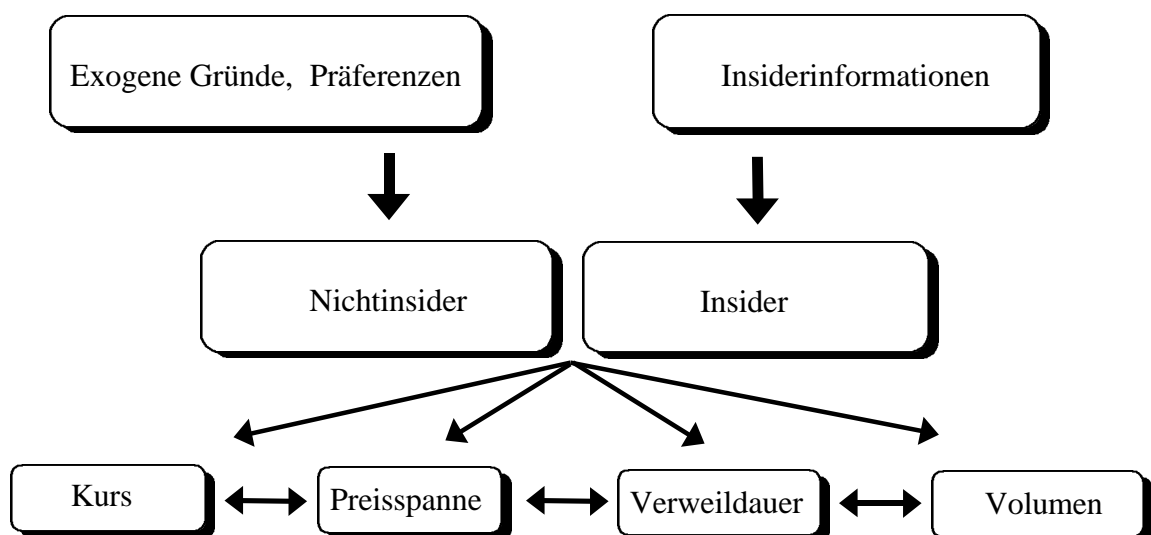 Exogene Gründe, Präferenzen
Insiderinformationen
Nichtinsider
Insider
Kurs
Preisspanne
Verweildauer
Volumen